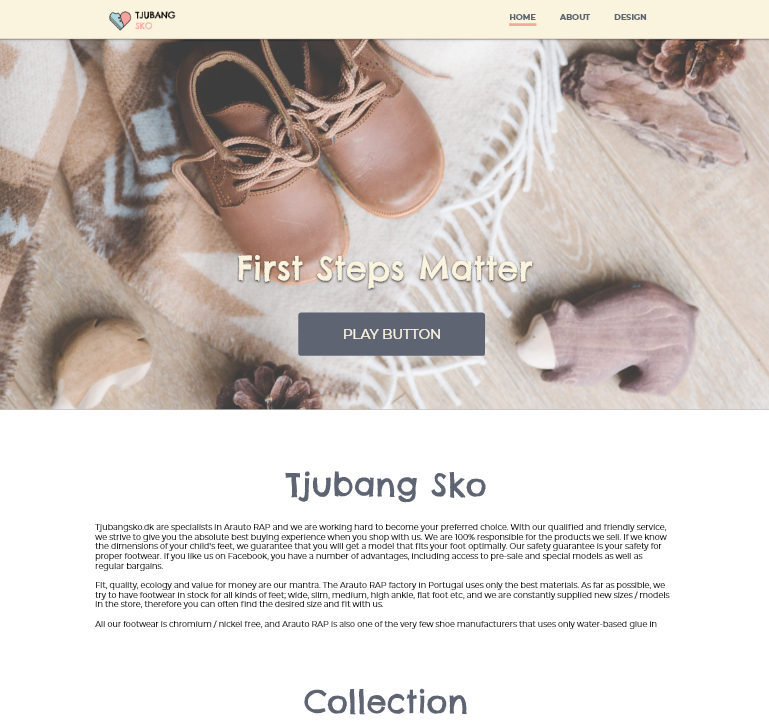 TJUBANG
SKO
HOME ABOUT DESIGN
First Steps Matter
PLAY BUTTON
Tjubang Sko
Tjubangsko.dk are specialists in Arauto RAP and we are working hard to become your preferred choice. With our qualified and friendly service,
we strive to give you the absolute best buying experience when you shop with us. We are 100% responsible for the products we sell. If we know
the dimensions of your child's feet, we guarantee that you will get a model that fits your foot optimally. Our safety guarantee is your safety for
proper footwear. If you like us on Facebook, you have a number of advantages, including access to pre-sale and special models as well as
regular bargains.
Fit, quality, ecology and value for money are our mantra. The Arauto RAP factory in Portugal uses only the best materials. As far as possible, we
try to have footwear in stock for all kinds of feet; wide, slim, medium, high ankle, flat foot etc, and we are constantly supplied new sizes / models
in the store, therefore you can often find the desired size and fit with us.
All our footwear is chromium / nickel free, and Arauto RAP is also one of the very few shoe manufacturers that uses only water-based glue in
Collection